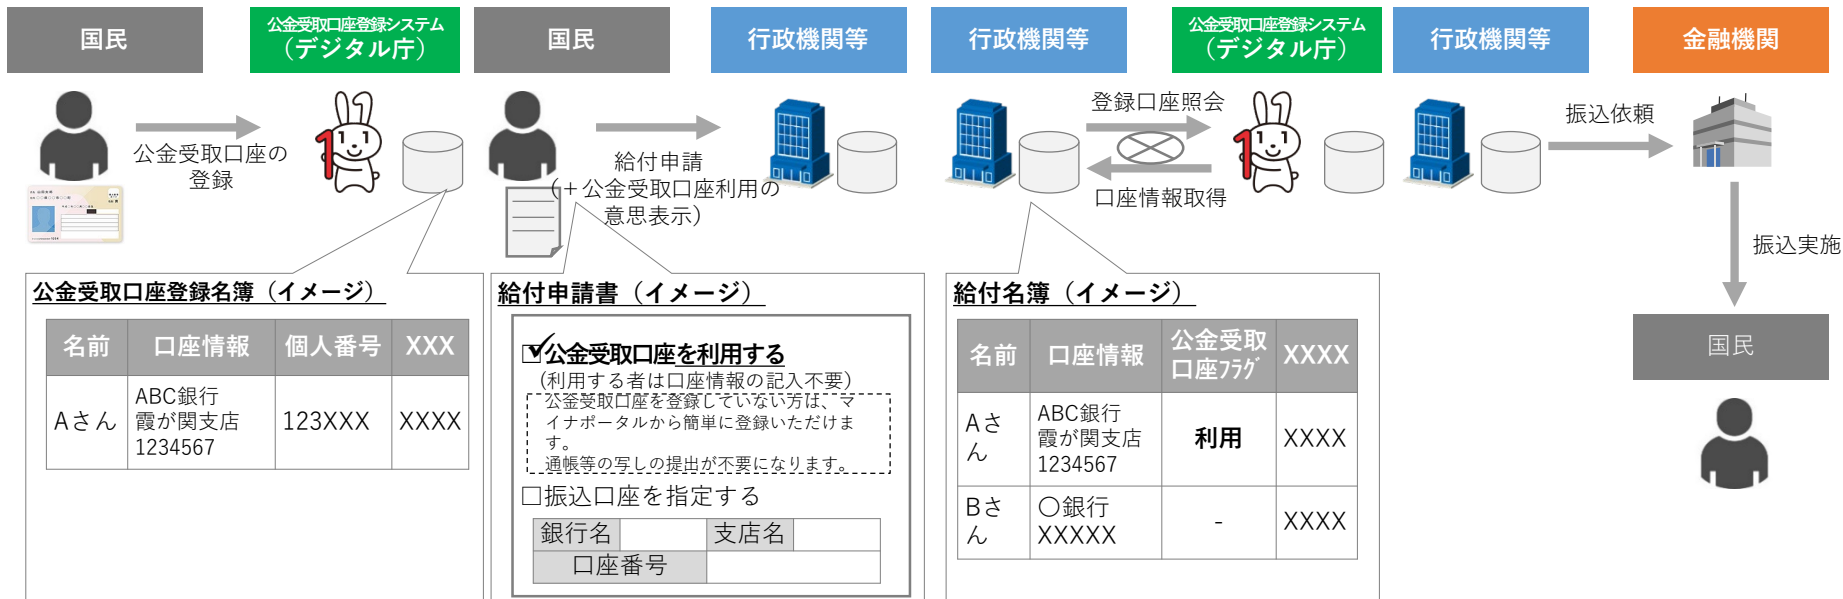 国民
公金受取口座登録システム
（デジタル庁）
国民
行政機関等
行政機関等
公金受取口座登録システム
（デジタル庁）
行政機関等
金融機関
公金受取口座の
登録
給付申請
（＋公金受取口座利用の
意思表示）
登録口座照会
口座情報取得
振込依頼
振込実施
国民
公金受取口座登録名簿（イメージ）
名前 口座情報 個人番号 XXX
Aさん
ABC銀行
霞が関支店
1234567
123XXX
XXXX
給付申請書（イメージ）
☐公金受取口座を利用する
（利用する者は口座情報の記入不要）
公金受取口座を登録していない方は、マ
イナポータルから簡単に登録いただけま
す。
通帳等の写しの提出が不要になります。
☐振込口座を指定する
銀行名 支店名
口座番号
給付名簿（イメージ）
名前 口座情報 公金受取
口座ﾌﾗｸﾞ XXXX
Aさ
ん
ABC銀行
霞が関支店
1234567
利用
XXXX
Bさ
ん
〇銀行
XXXXX
-
XXXX